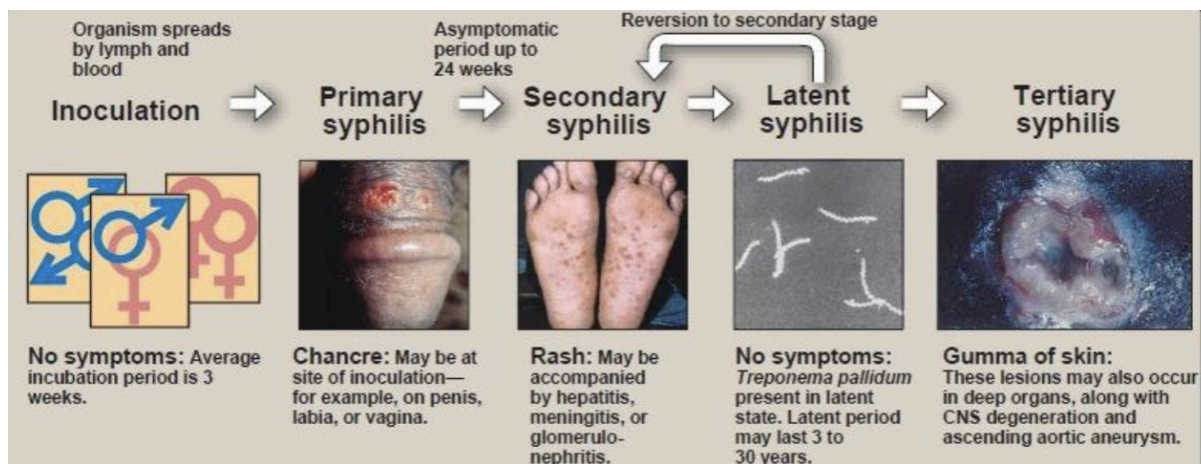 Organism spreads
by lymph and
blood
Asymptomatic
period up to
24 weeks
Reversion to secondary stage
Inoculation
Primary
syphilis
Secondary
syphilis
Latent
syphilis
Tertiary
syphilis
No symptoms: Average
incubation period is 3
weeks.
Chancre: May be at
site of inoculation—
for example, on penis,
labia, or vagina.
Rash: May be
accompanied
by hepatitis,
meningitis, or
glomerulo-
nephritis.
No symptoms:
Treponema pallidum
present in latent
state. Latent period
may last 3 to
30 years.
Gumma of skin:
These lesions may also occur
in deep organs, along with
CNS degeneration and
ascending aortic aneurysm.